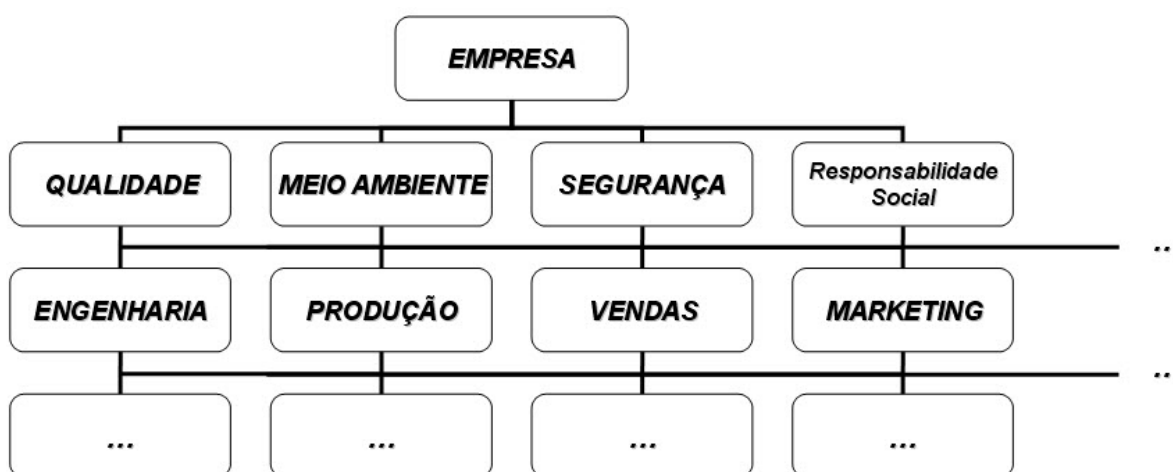 EMPRESA
QUALIDADE
MEIO AMBIENTE
SEGURANÇA
Responsabilidade
Social
..
ENGENHARIA
PRODUÇÃO
VENDAS
MARKETING
..
...
...
...
...